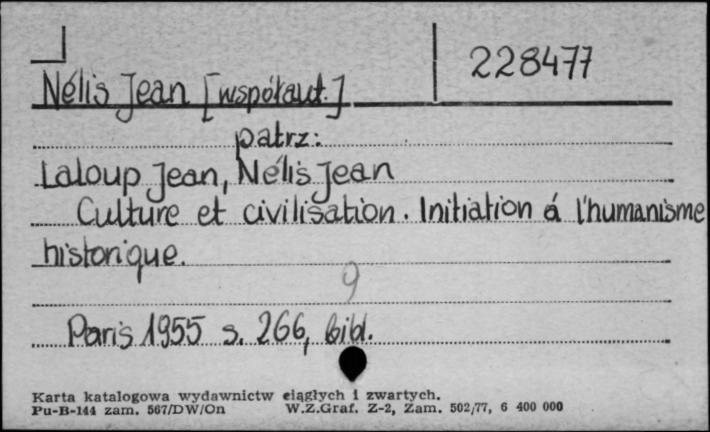 228477
Nélis Jean [współaut.]
patrz:
Laloup Jean, Nélis Jean
Culture et civilisation. Initiation á l'humanisme
historique.
9
Paris 1955 s. 266, bibl.
Karta katalogowa wydawnictw ciągłych i zwartych.
Pu-B-144 zam. 567/DW/On W.Z.Graf. Z-2, Zam. 502/77, 6 400 000